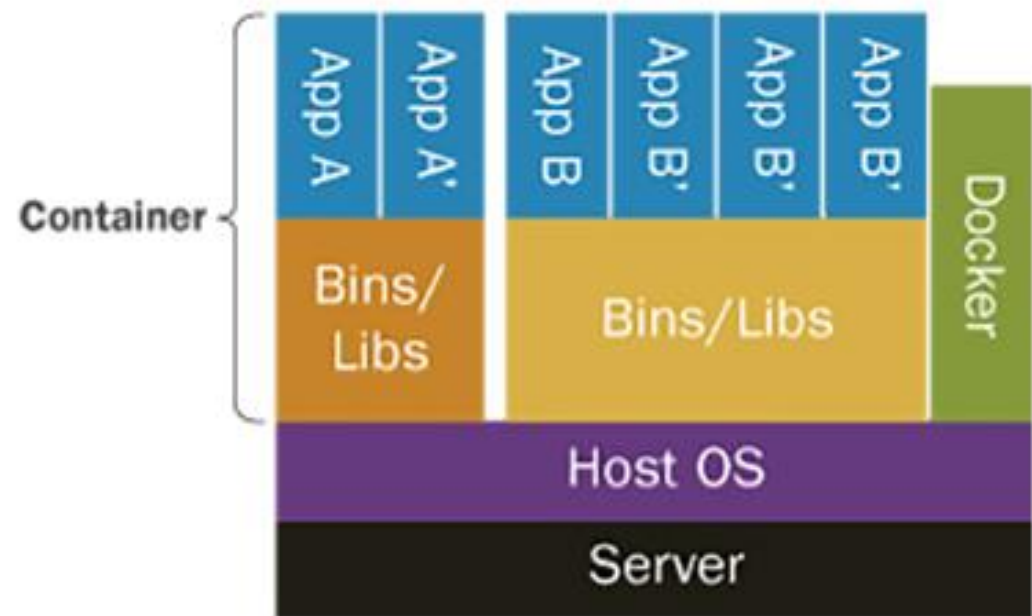 App A
App A'
App B
App B'
App B'
App B'
Docker
Container
Bins/
Libs
Bins/Libs
Host OS
Server